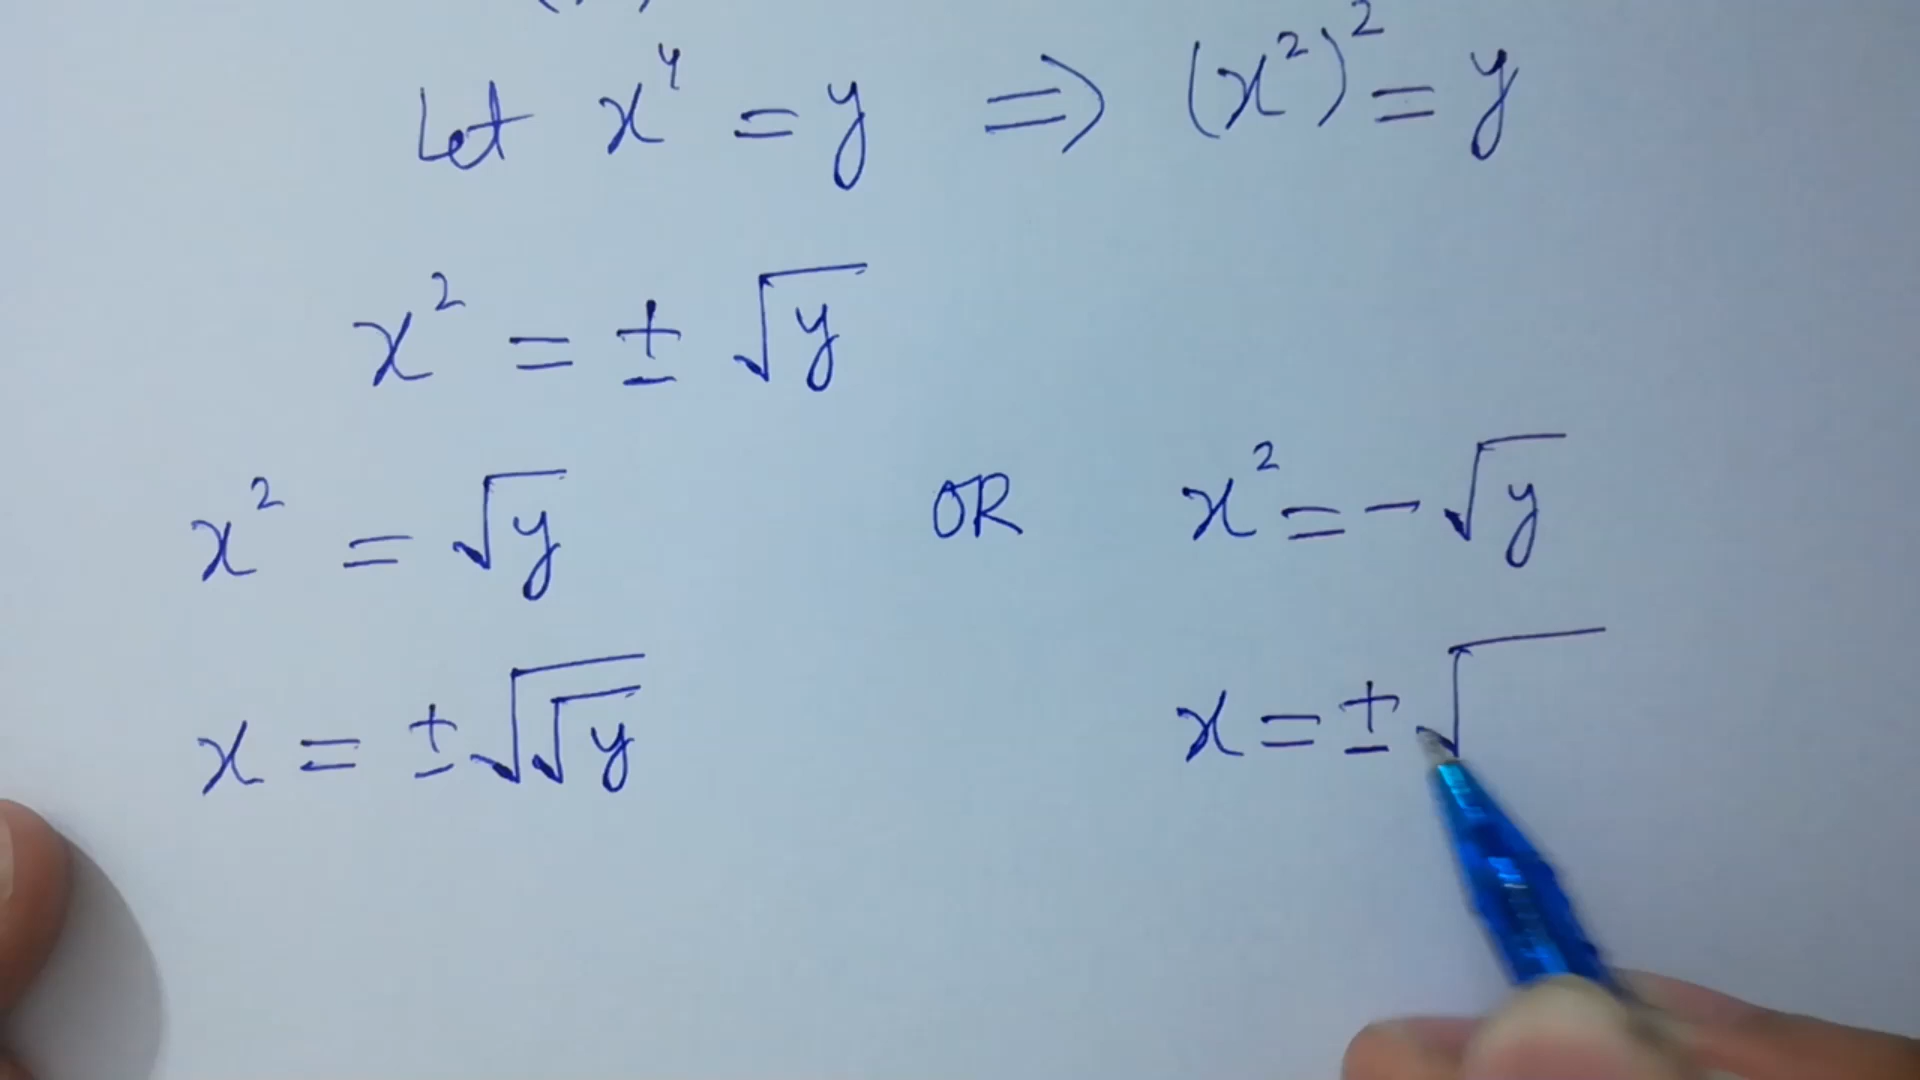 Let x⁴ = y ⇒ (x²)² = y
x² = ± √y
x² = √y OR x² = - √y
x = ± √√y x = ± √